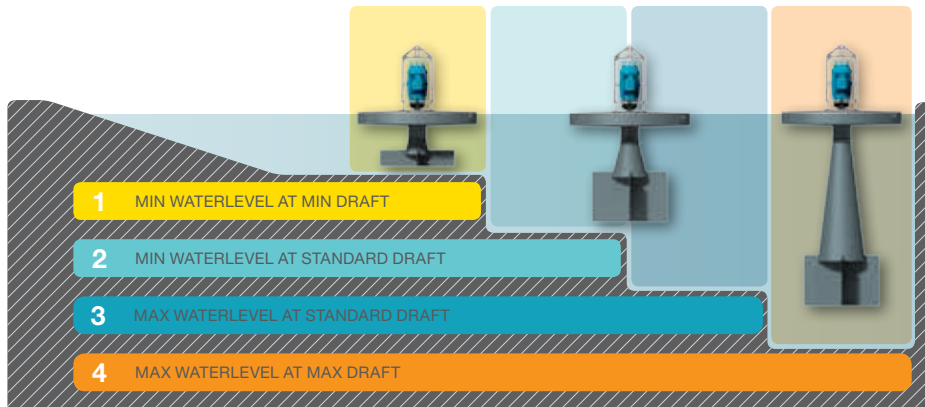 1 MIN WATERLEVEL AT MIN DRAFT
2 MIN WATERLEVEL AT STANDARD DRAFT
3 MAX WATERLEVEL AT STANDARD DRAFT
4 MAX WATERLEVEL AT MAX DRAFT